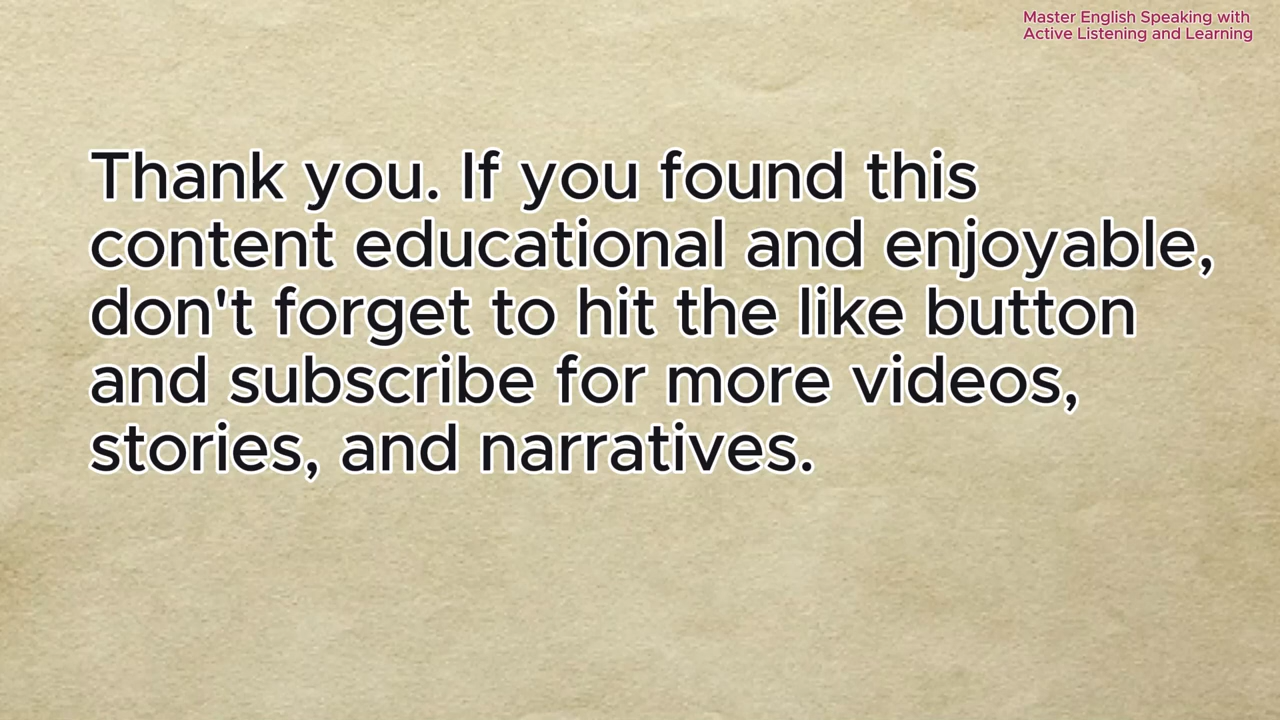 Master English Speaking with
Active Listening and Learning
Thank you. If you found this
content educational and enjoyable,
don't forget to hit the like button
and subscribe for more videos,
stories, and narratives.